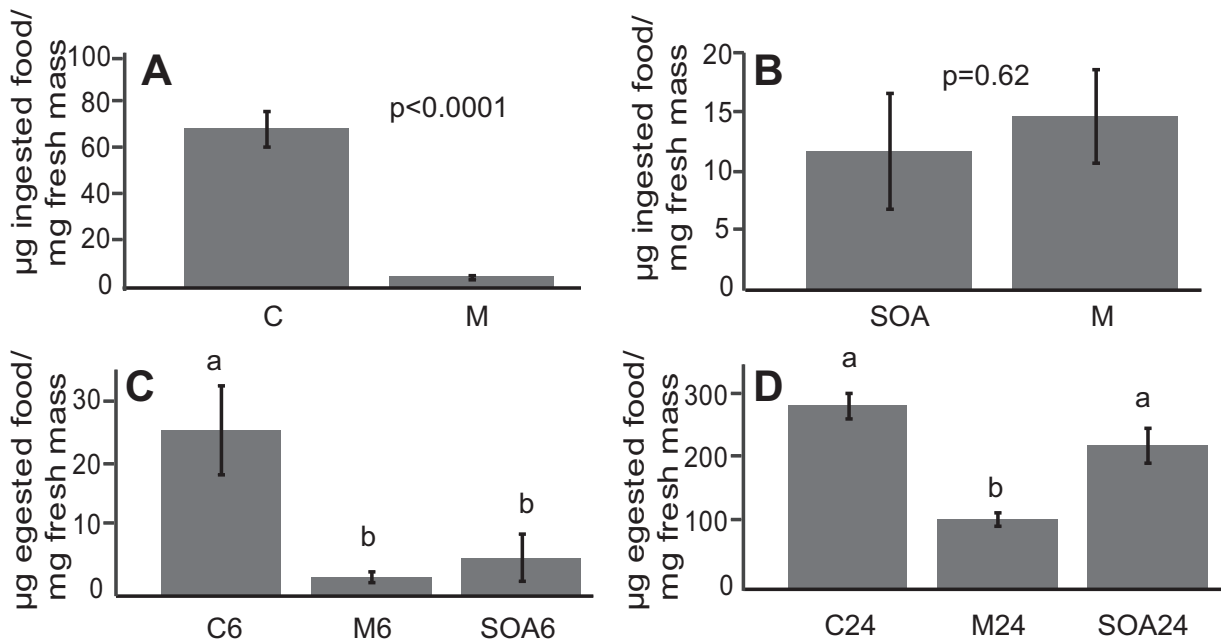 A
p<0.0001
µg ingested food/
mg fresh mass
100
80
60
40
20
0
C
M
B
p=0.62
µg ingested food/
mg fresh mass
20
15
10
5
0
SOA
M
C
µg egested food/
mg fresh mass
30
20
10
0
a
b
b
C6
M6
SOA6
D
µg egested food/
mg fresh mass
300
200
100
0
a
b
a
C24
M24
SOA24